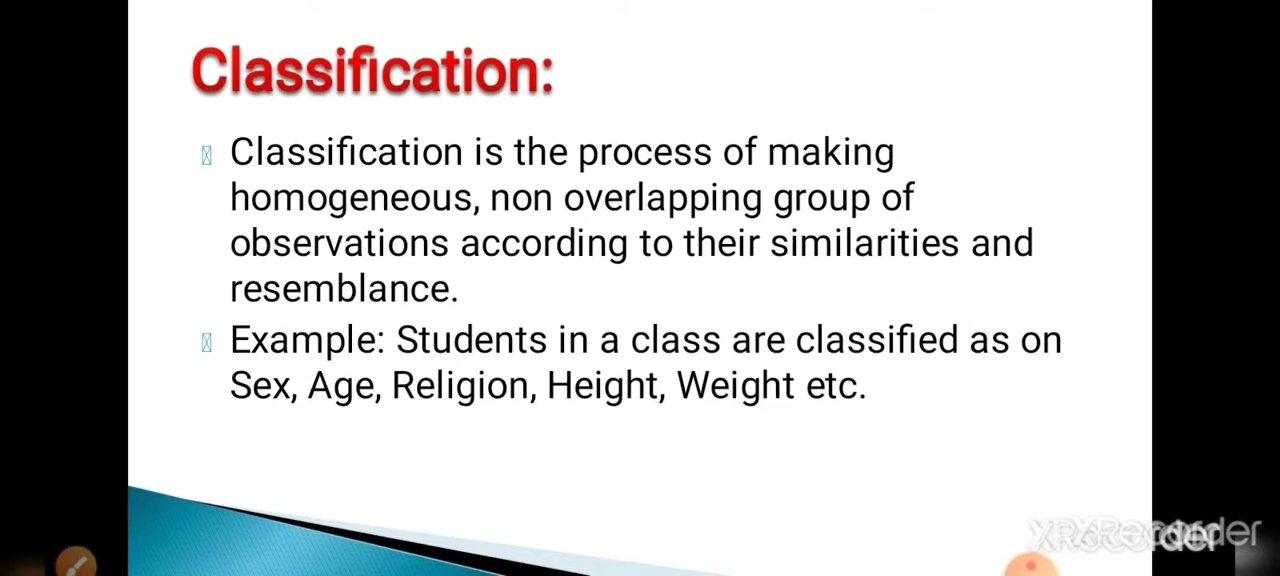 Classification:
Classification is the process of making
homogeneous, non overlapping group of
observations according to their similarities and
resemblance.
Example: Students in a class are classified as on
Sex, Age, Religion, Height, Weight etc.